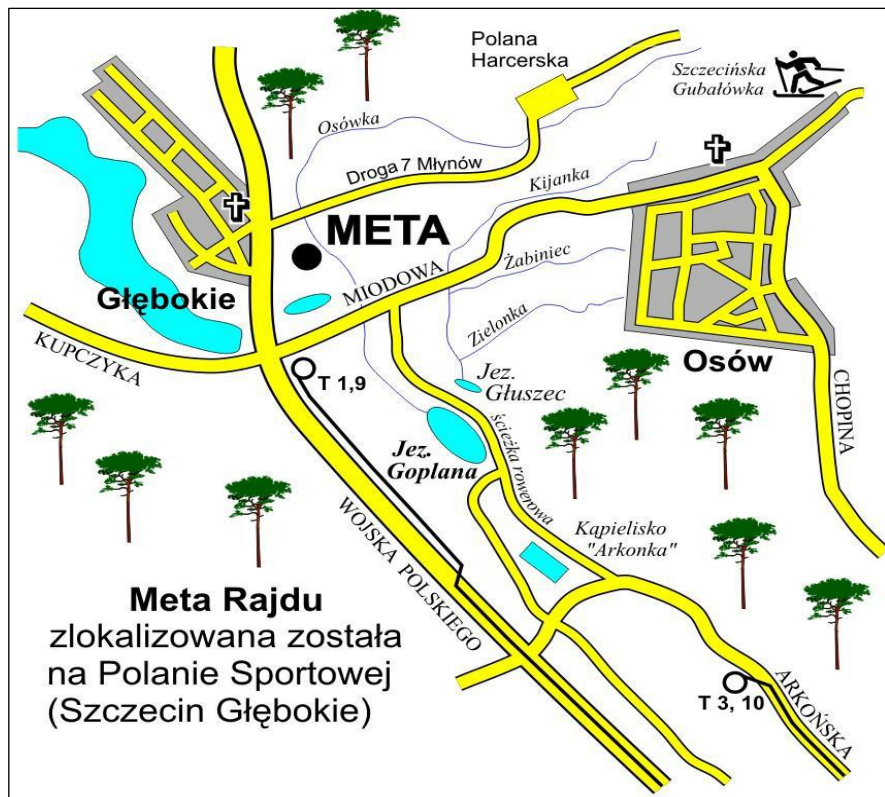 Polana
Harcerska
Szczecińska
Gubałówka
Osówka
Droga 7 Młynów
Kijanka
META
MIODOWA
Żabiniec
Głębokie
Zielonka
KUPCZYKA
T 1,9
Jez.
Głuszec
Osów
CHOPINA
Jez.
Goplana
ścieżka rowerowa
WOJSKA POLSKIEGO
Kąpielisko
"Arkonka"
Meta Rajdu
zlokalizowana została
na Polanie Sportowej
(Szczecin Głębokie)
T 3, 10
ARKOŃSKA